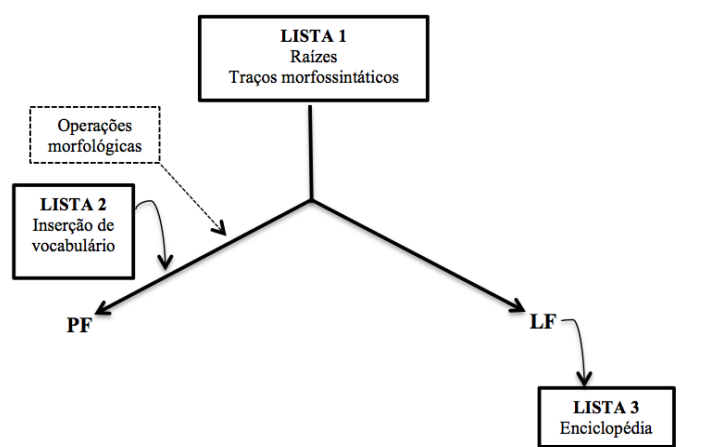 LISTA 1
Raízes
Traços morfossintáticos
Operações
morfológicas
LISTA 2
Inserção de
vocabulário
PF
LF
LISTA 3
Enciclopédia